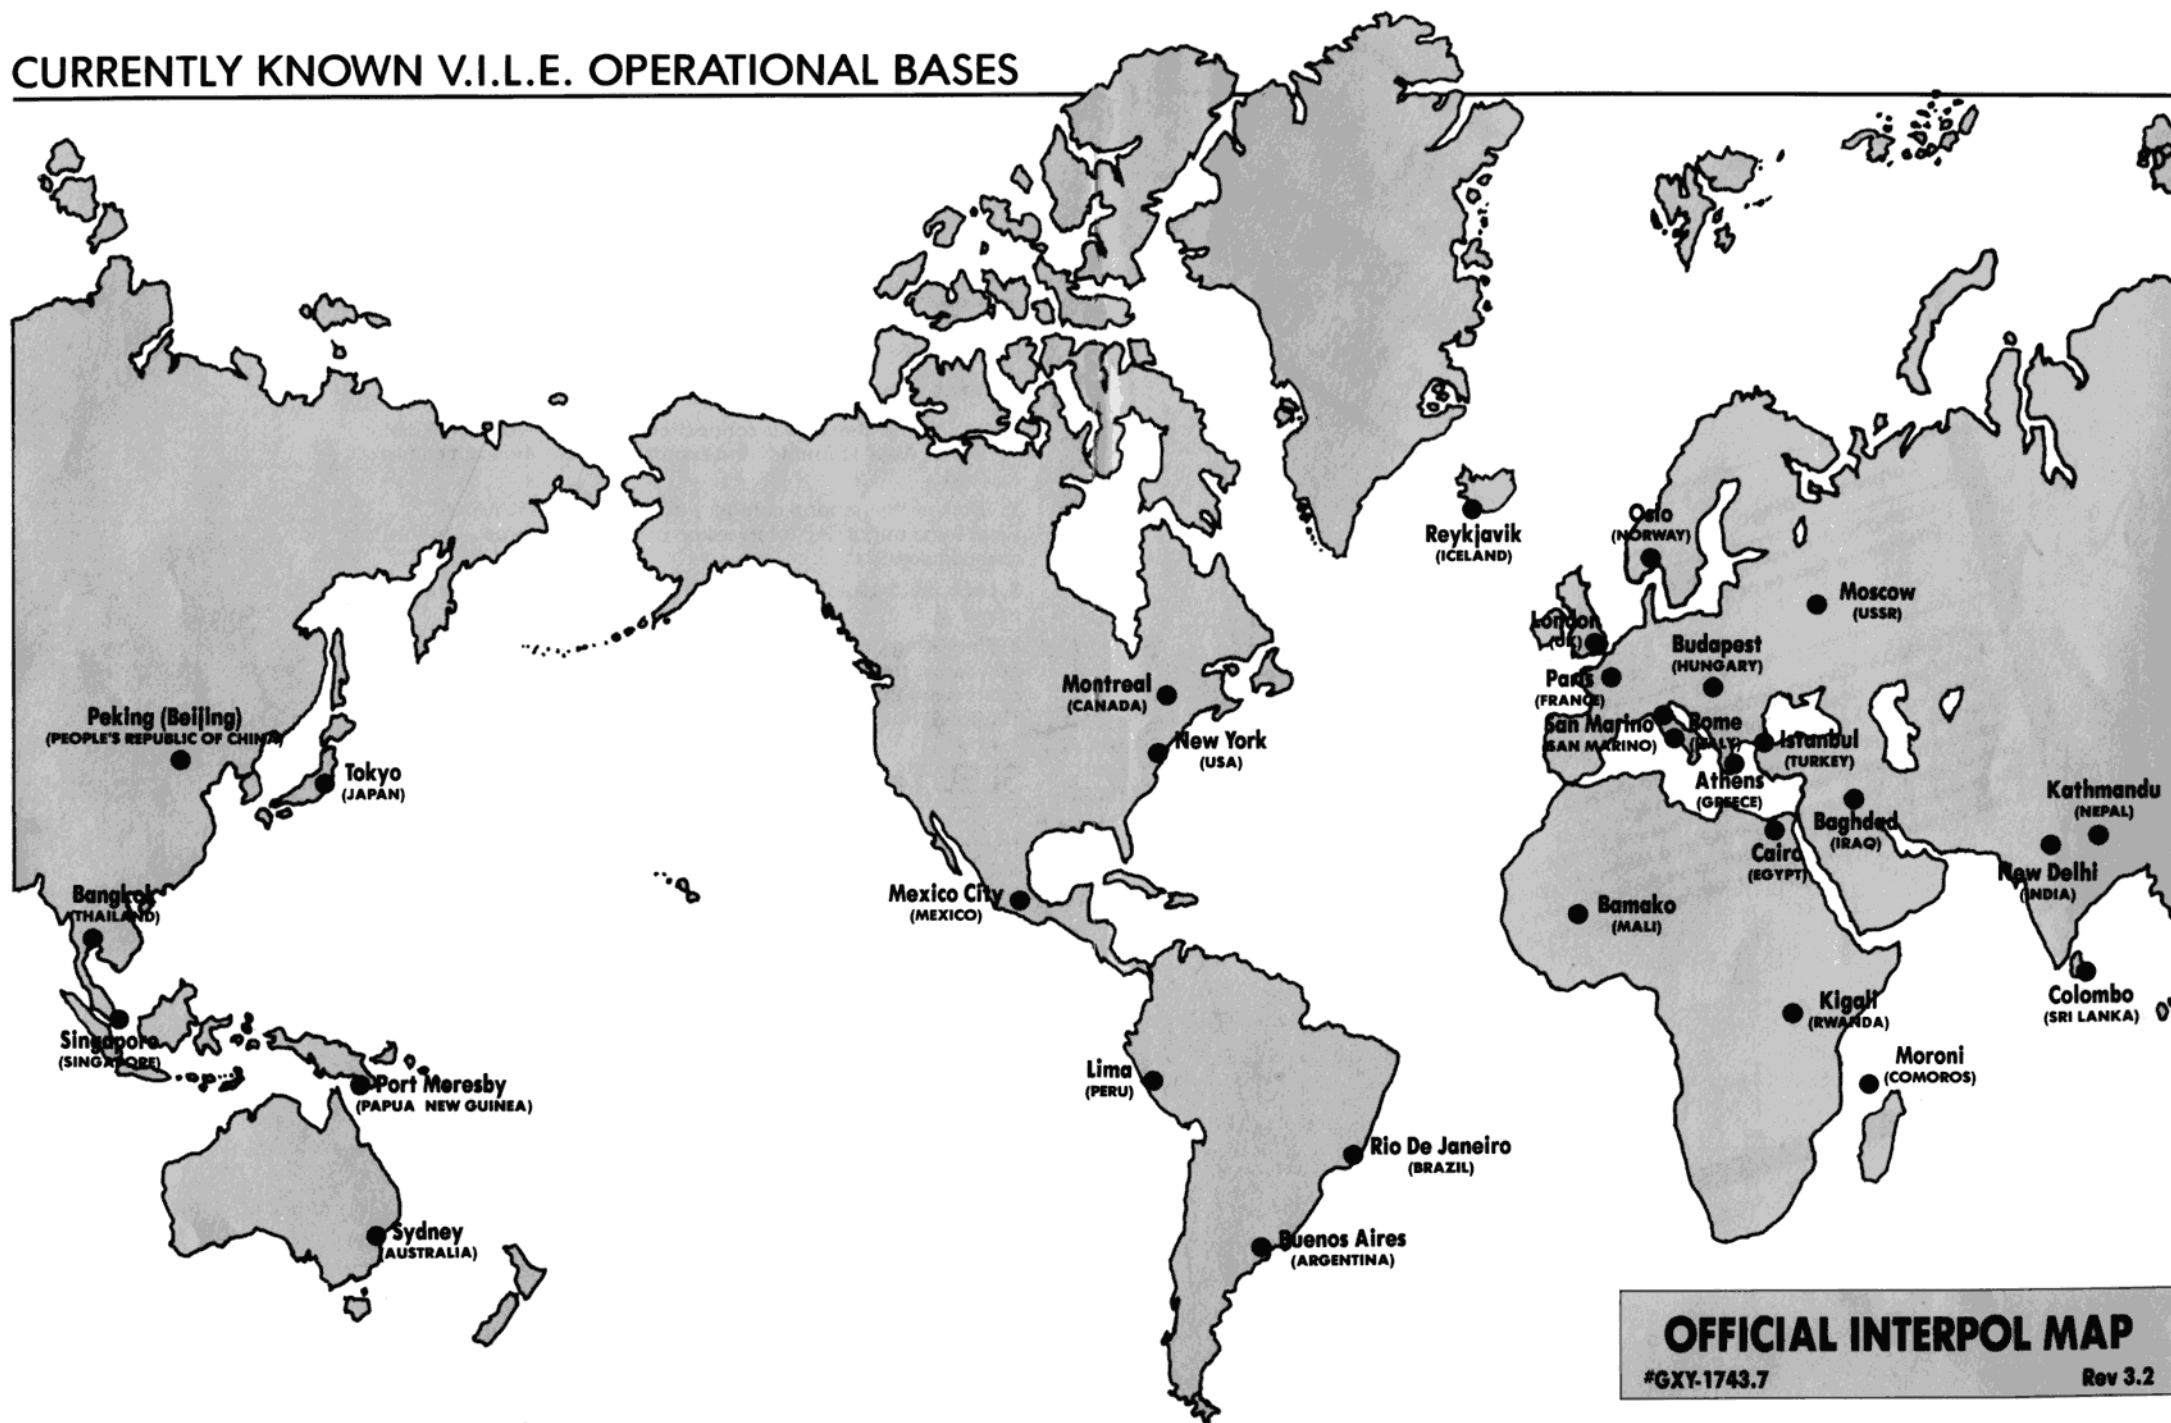 CURRENTLY KNOWN V.I.L.E. OPERATIONAL BASES
Reykjavik
(ICELAND)
Oslo
(NORWAY)
Moscow
(USSR)
London
(UK)
Budapest
(HUNGARY)
Paris
(FRANCE)
Montreal
(CANADA)
Peking (Beijing)
(PEOPLE'S REPUBLIC OF CHINA)
San Marino
(SAN MARINO)
Rome
(ITALY)
Istanbul
(TURKEY)
New York
(USA)
Tokyo
(JAPAN)
Athens
(GREECE)
Kathmandu
(NEPAL)
Baghdad
(IRAQ)
Cairo
(EGYPT)
New Delhi
(INDIA)
Bangkok
(THAILAND)
Mexico City
(MEXICO)
Bamako
(MALI)
Colombo
(SRI LANKA)
Kigali
(RWANDA)
Singapore
(SINGAPORE)
Moroni
(COMOROS)
Lima
(PERU)
Port Moresby
(PAPUA NEW GUINEA)
Rio De Janeiro
(BRAZIL)
Sydney
(AUSTRALIA)
Buenos Aires
(ARGENTINA)
OFFICIAL INTERPOL MAP
#GXY-1743.7
Rev 3.2